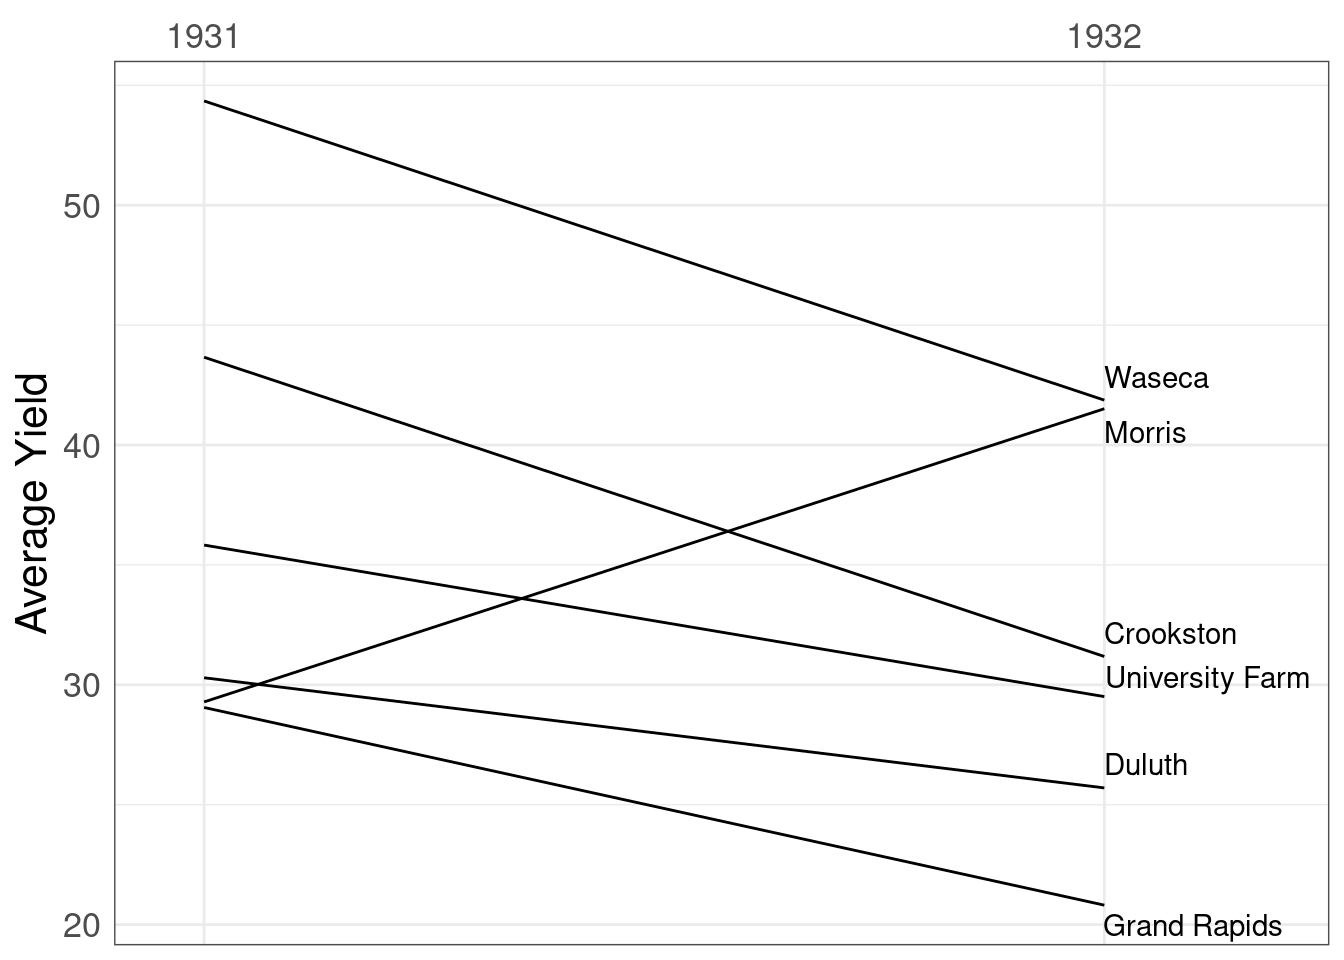 1931
1932
50
40
30
20
Average Yield
Waseca
Morris
Crookston
University Farm
Duluth
Grand Rapids